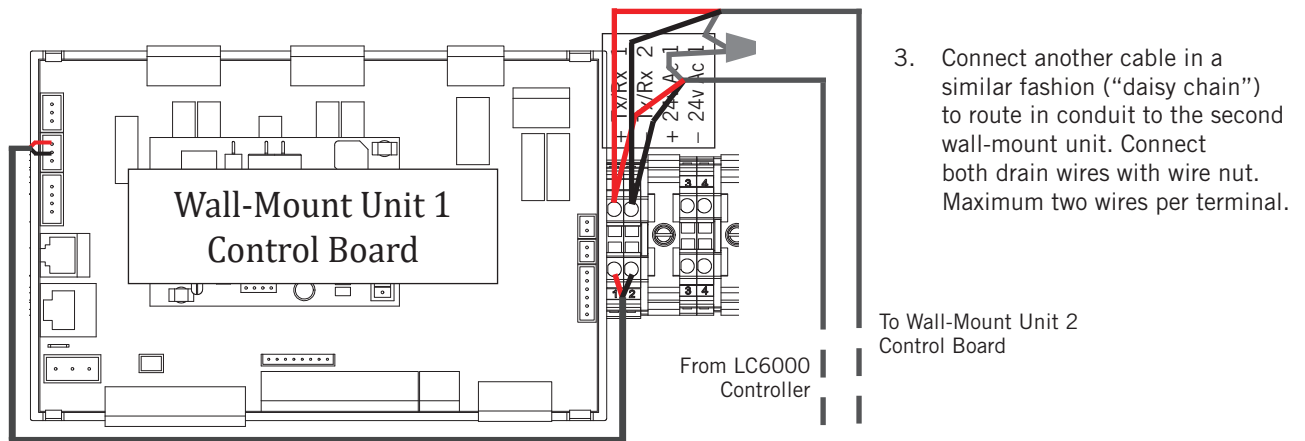 + Tx/Rx 1
- Tx/Rx 2
+ 24v Ac 1
- 24v Ac 1
3. Connect another cable in a
similar fashion (“daisy chain”)
to route in conduit to the second
wall-mount unit. Connect
both drain wires with wire nut.
Maximum two wires per terminal.
Wall-Mount Unit 1
Control Board
3 4
1 2
3 4
To Wall-Mount Unit 2
Control Board
From LC6000
Controller